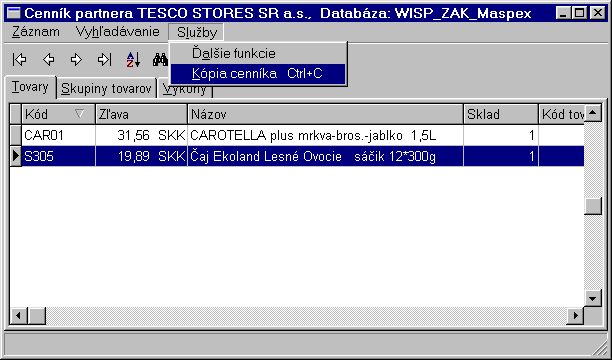 Cenník partnera TESCO STORES SR a.s., Databáza: WISP_ZAK_Maspex
Záznam Vyhľadávanie Služby
Ďalšie funkcie
Kópia cenníka Ctrl+C
Tovary Skupiny tovarov Výkony
Kód Zľava Názov Sklad Kód tov
CAR01 31,56 SKK CAROTELLA plus mrkva-bros.-jablko 1,5L 1
S305 19,89 SKK Čaj Ekoland Lesné Ovocie sáčik 12*300g 1